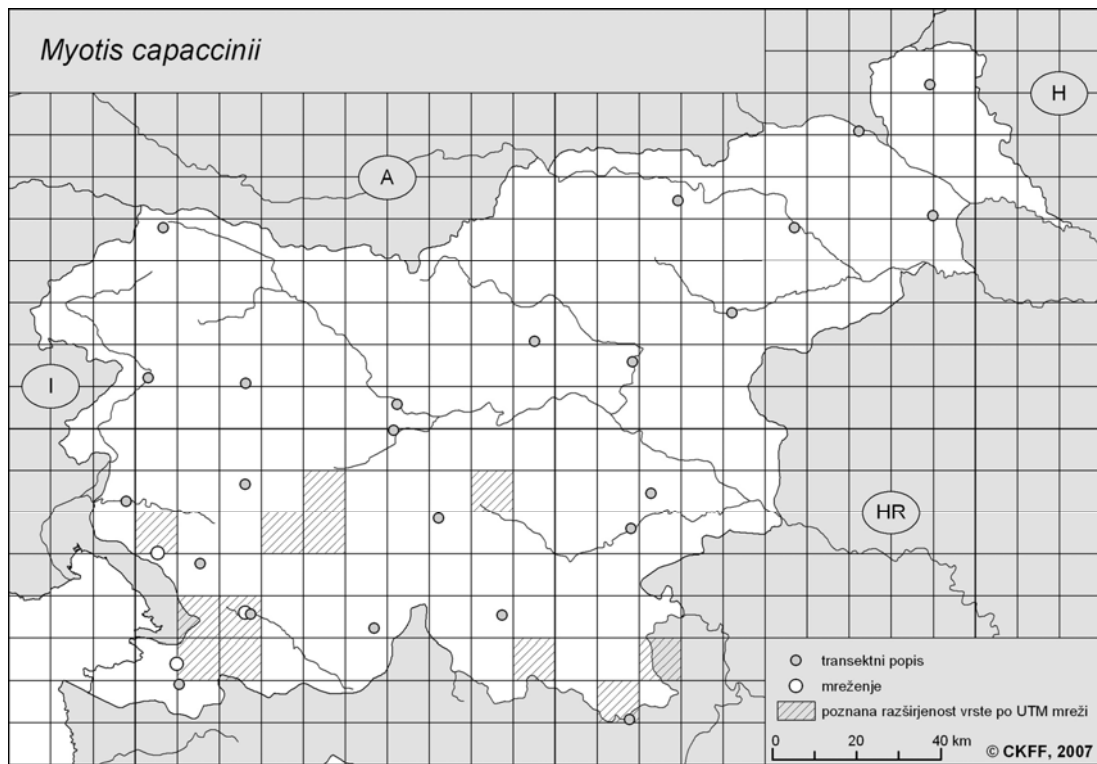 Myotis capaccinii
H
A
I
HR
transektni popis
mreženje
poznana razširjenost vrste po UTM mreži
0 20 40 km
© CKFF, 2007